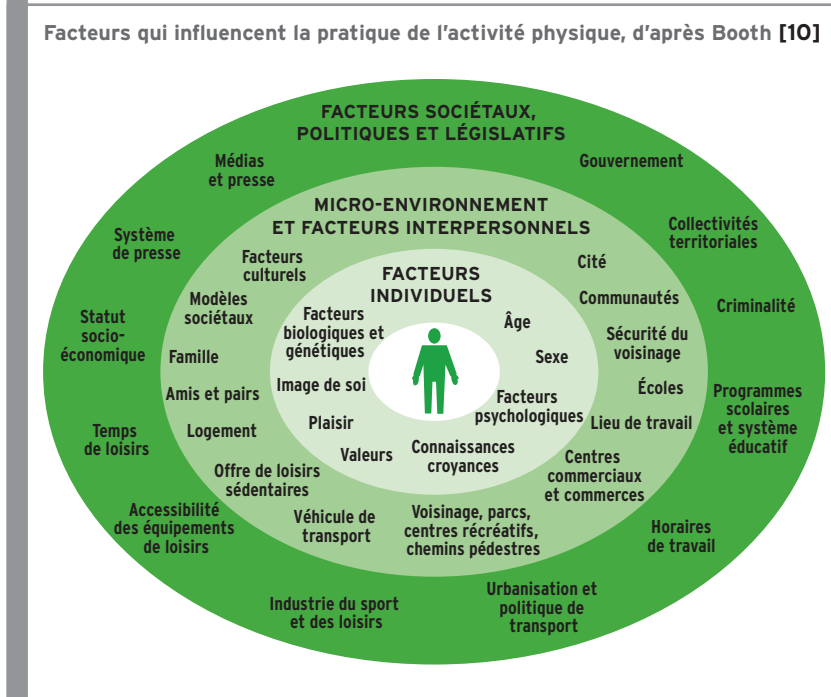 Facteurs qui influencent la pratique de l’activité physique, d’après Booth [10]
FACTEURS SOCIÉTAUX,
POLITIQUES ET LÉGISLATIFS
Médias
et presse
Gouvernement
Système
de presse
Collectivités
territoriales
Statut
socio-
économique
Criminalité
Temps
de loisirs
Programmes
scolaires
et système
éducatif
Accessibilité
des équipements
de loisirs
Horaires
de travail
Industrie du sport
et des loisirs
Urbanisation et
politique de
transport
MICRO-ENVIRONNEMENT
ET FACTEURS INTERPERSONNELS
Facteurs
culturels
Cité
Modèles
sociétaux
Communautés
Famille
Sécurité du
voisinage
Amis et pairs
Écoles
Logement
Lieu de travail
Offre de loisirs
sédentaires
Centres
commerciaux
et commerces
Véhicule de
transport
Voisinage, parcs,
centres récréatifs,
chemins pédestres
FACTEURS
INDIVIDUELS
Facteurs
biologiques et
génétiques
Âge
Sexe
Image de soi
Facteurs
psychologiques
Plaisir
Valeurs
Connaissances
croyances